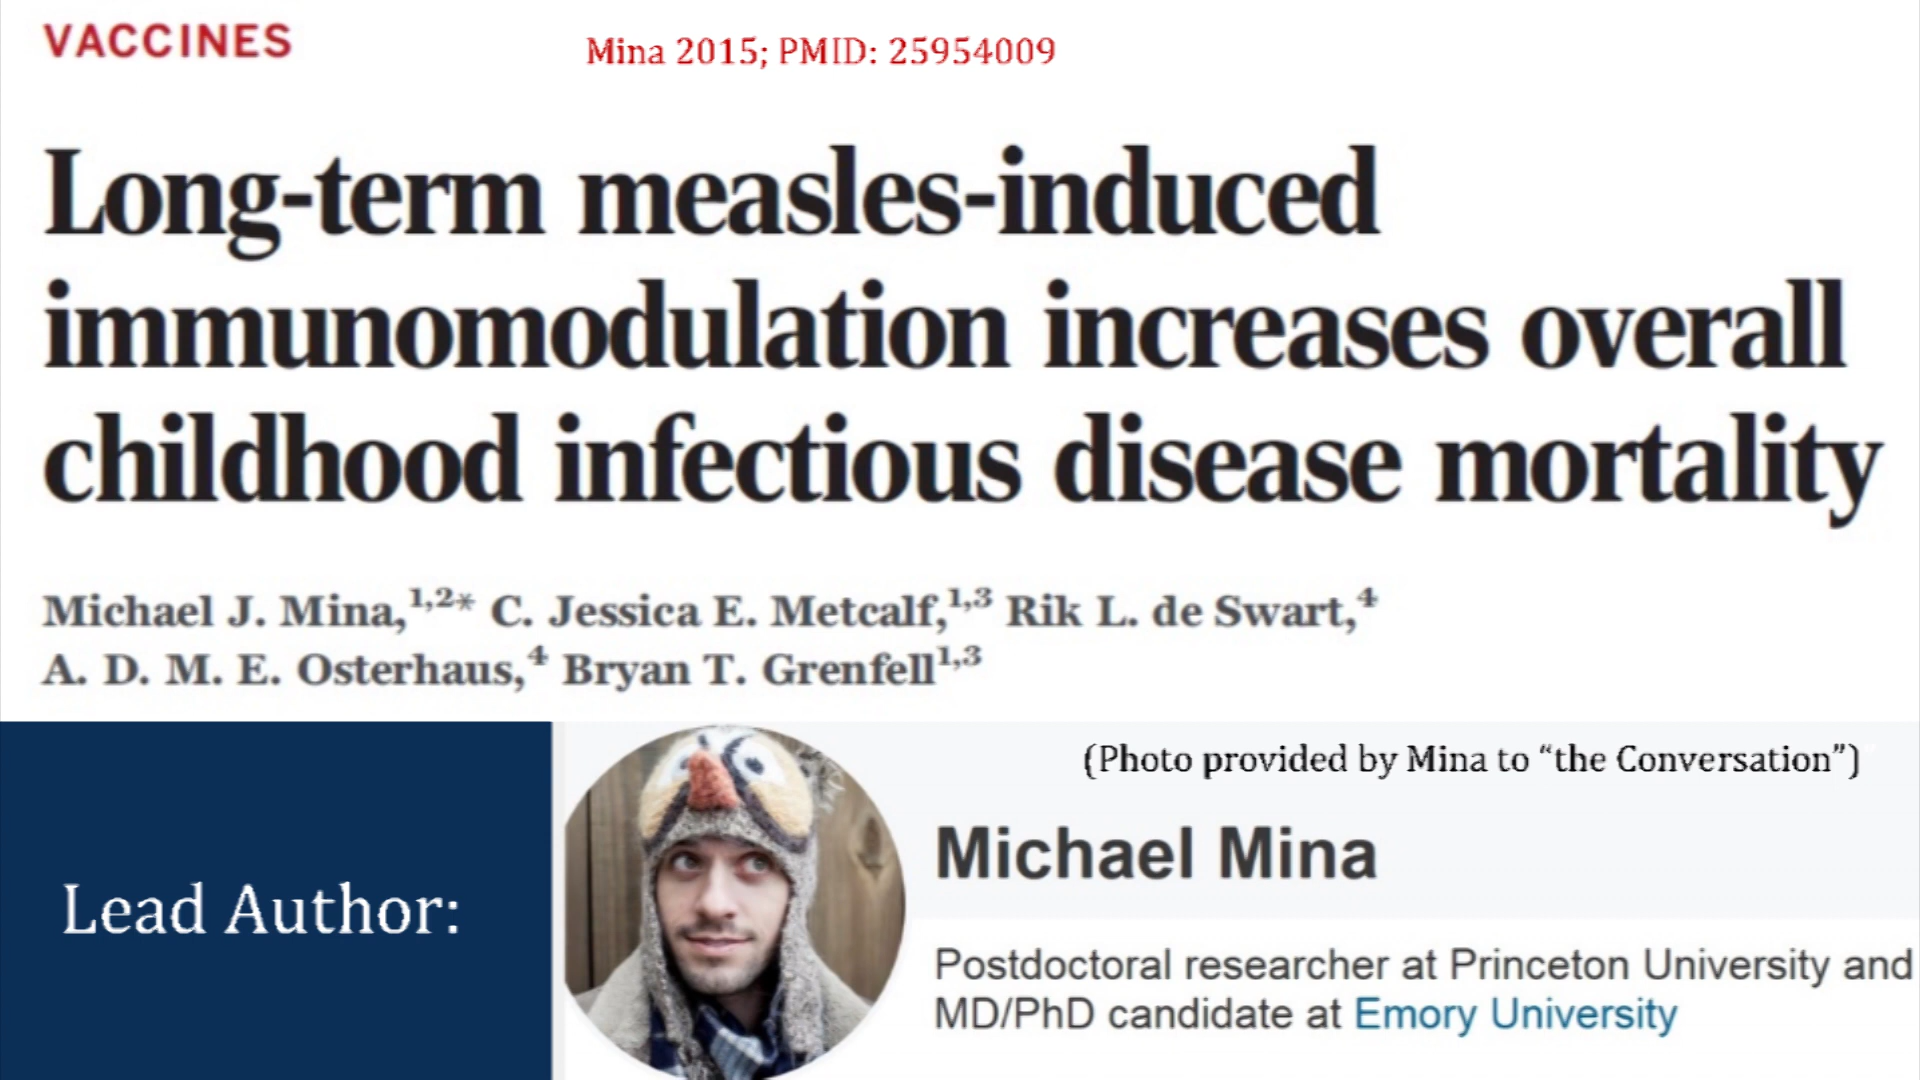 VACCINES
Mina 2015; PMID: 25954009
Long-term measles-induced
immunomodulation increases overall
childhood infectious disease mortality
Michael J. Mina,1,2* C. Jessica E. Metcalf,1,3 Rik L. de Swart,4
A. D. M. E. Osterhaus,4 Bryan T. Grenfell1,3
Lead Author:
(Photo provided by Mina to “the Conversation”)
Michael Mina
Postdoctoral researcher at Princeton University and
MD/PhD candidate at Emory University